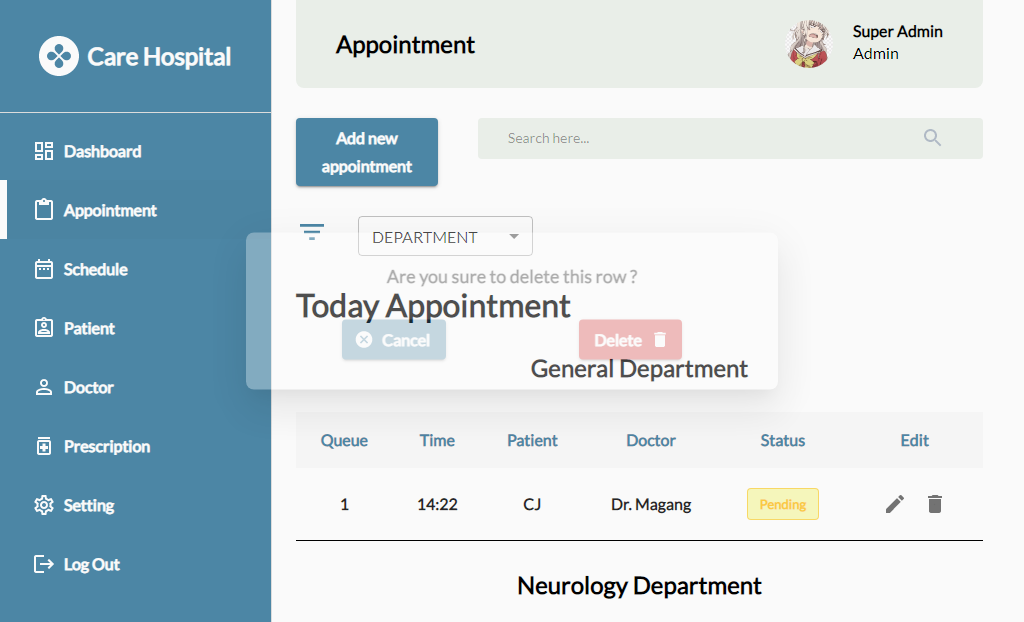 Care Hospital
Dashboard
Appointment
Schedule
Patient
Doctor
Prescription
Setting
Log Out
Appointment
Super Admin
Admin
Add new
appointment
Search here...
DEPARTMENT
Are you sure to delete this row ?
Today Appointment
Cancel
Delete
General Department
Queue Time Patient Doctor Status Edit
1 14:22 CJ Dr. Magang Pending
Neurology Department